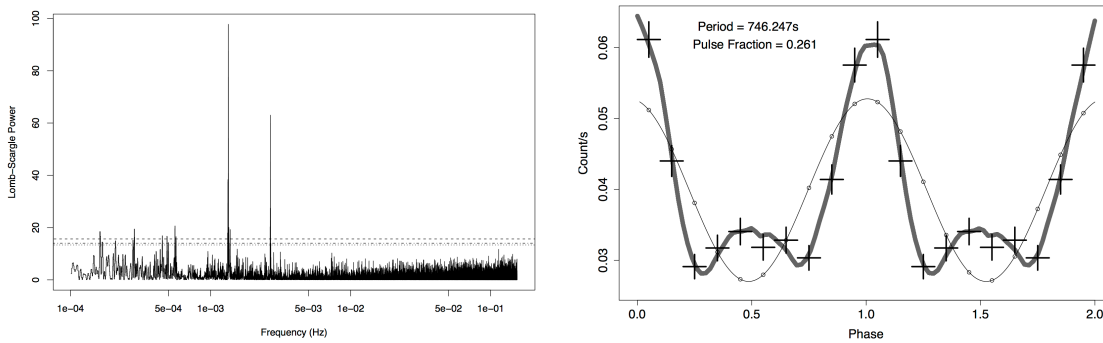 100
80
60
40
20
0
Lomb−Scargle Power
1e−04
5e−04
1e−03
5e−03
1e−02
5e−02
1e−01
Frequency (Hz)
Period = 746.247s
Pulse Fraction = 0.261
0.06
0.05
0.04
0.03
Count/s
0.0
0.5
1.0
1.5
2.0
Phase